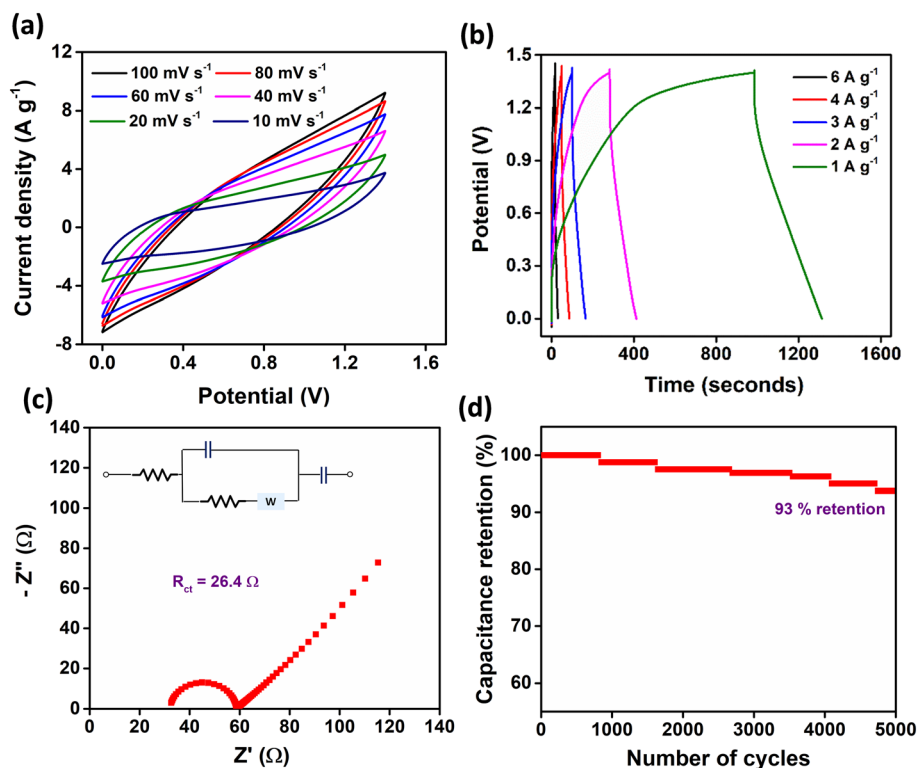 (a)
12
8
4
0
-4
-8
Current density (A g⁻¹)
100 mV s⁻¹ 80 mV s⁻¹
60 mV s⁻¹ 40 mV s⁻¹
20 mV s⁻¹ 10 mV s⁻¹
0.0 0.4 0.8 1.2 1.6
Potential (V)
(b)
1.5
1.2
0.9
0.6
0.3
0.0
Potential (V)
6 A g⁻¹
4 A g⁻¹
3 A g⁻¹
2 A g⁻¹
1 A g⁻¹
0 400 800 1200 1600
Time (seconds)
(c)
140
120
100
80
60
40
20
0
- Z'' (Ω)
W
R_ct = 26.4 Ω
0 20 40 60 80 100 120 140
Z' (Ω)
(d)
100
90
80
70
60
Capacitance retention (%)
93 % retention
0 1000 2000 3000 4000 5000
Number of cycles